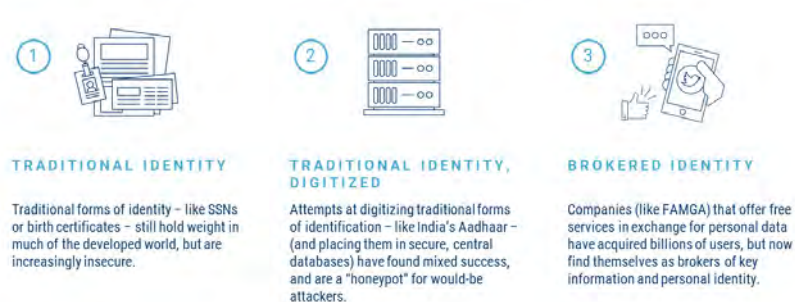 1
TRADITIONAL IDENTITY
Traditional forms of identity – like SSNs
or birth certificates – still hold weight in
much of the developed world, but are
increasingly insecure.
2
TRADITIONAL IDENTITY,
DIGITIZED
Attempts at digitizing traditional forms
of identification – like India's Aadhaar –
(and placing them in secure, central
databases) have found mixed success,
and are a "honeypot" for would-be
attackers.
3
BROKERED IDENTITY
Companies (like FAMGA) that offer free
services in exchange for personal data
have acquired billions of users, but now
find themselves as brokers of key
information and personal identity.